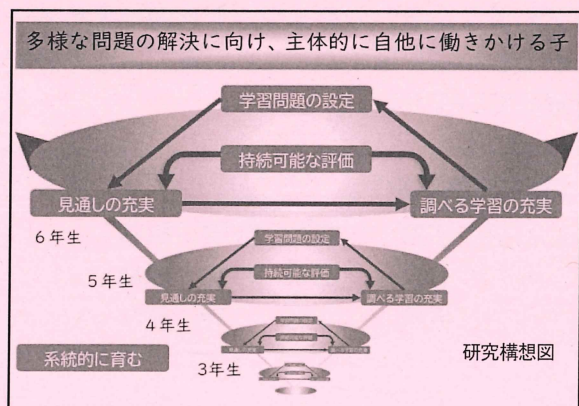 多様な問題の解決に向け、主体的に自他に働きかける子
学習問題の設定
持続可能な評価
見通しの充実
調べる学習の充実
6年生
学習問題の設定
5年生
持続可能な評価
見通しの充実
調べる学習の充実
4年生
系統的に育む
3年生
研究構想図